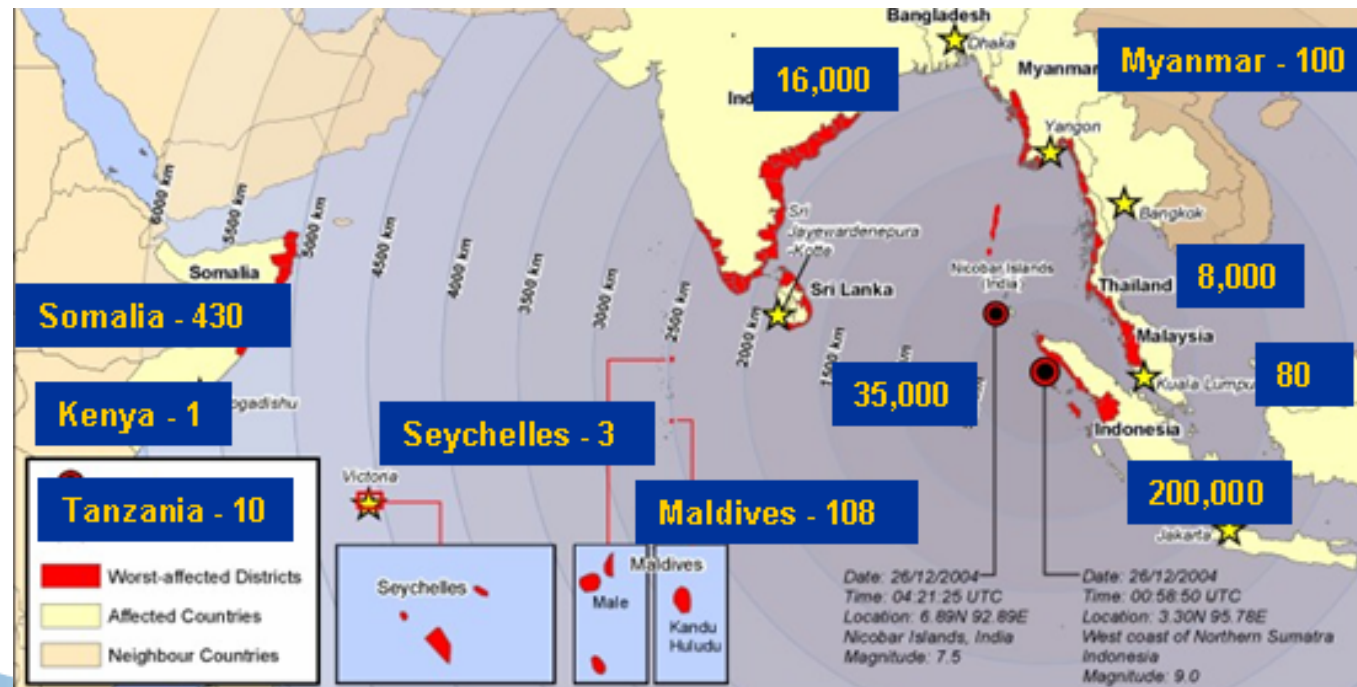 Bangladesh
Dhaka
Myanmar - 100
16,000
Myanmar
Ind
Yangon
Bangkok
6000 km
5500 km
5000 km
4500 km
4000 km
3500 km
3000 km
2500 km
2000 km
1500 km
Sri
Jayewardenepura
-Kotte
Sri Lanka
Nicobar Islands
(India)
Thailand
8,000
Malaysia
Kuala Lumpu
80
Somalia
Somalia - 430
35,000
Indonesia
Kenya - 1
ogadishu
Seychelles - 3
200,000
Jakarta
Victoria
Tanzania - 10
Maldives - 108
Worst-affected Districts
Affected Countries
Neighbour Countries
Seychelles
Maldives
Male
Kandu
Huludu
Date: 26/12/2004
Time: 04:21:25 UTC
Location: 6.89N 92.89E
Nicobar Islands, India
Magnitude: 7.5
Date: 26/12/2004
Time: 00:58:50 UTC
Location: 3.30N 95.78E
West coast of Northern Sumatra
Indonesia
Magnitude: 9.0